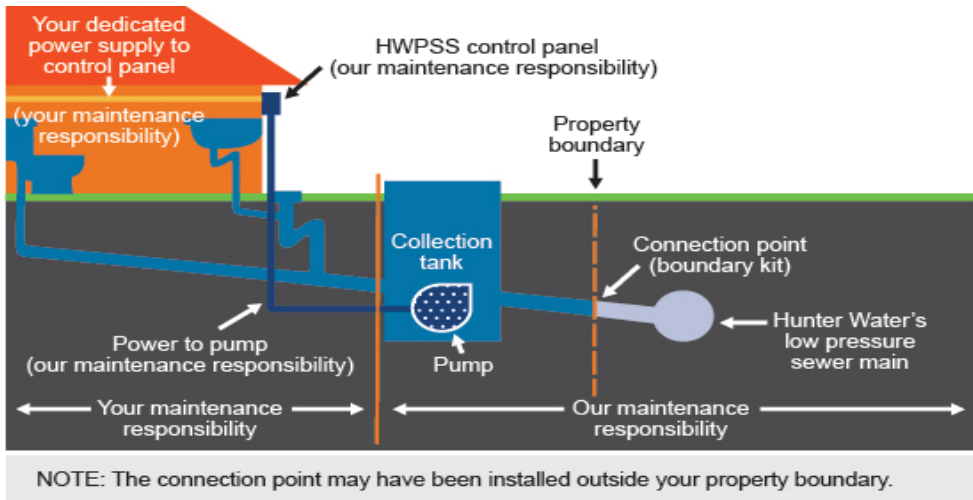 Your dedicated
power supply to
control panel
(your maintenance
responsibility)
HWPSS control panel
(our maintenance responsibility)
Property
boundary
Collection
tank
Connection point
(boundary kit)
Power to pump
(our maintenance responsibility)
Pump
Hunter Water's
low pressure
sewer main
Your maintenance
responsibility
Our maintenance
responsibility
NOTE: The connection point may have been installed outside your property boundary.